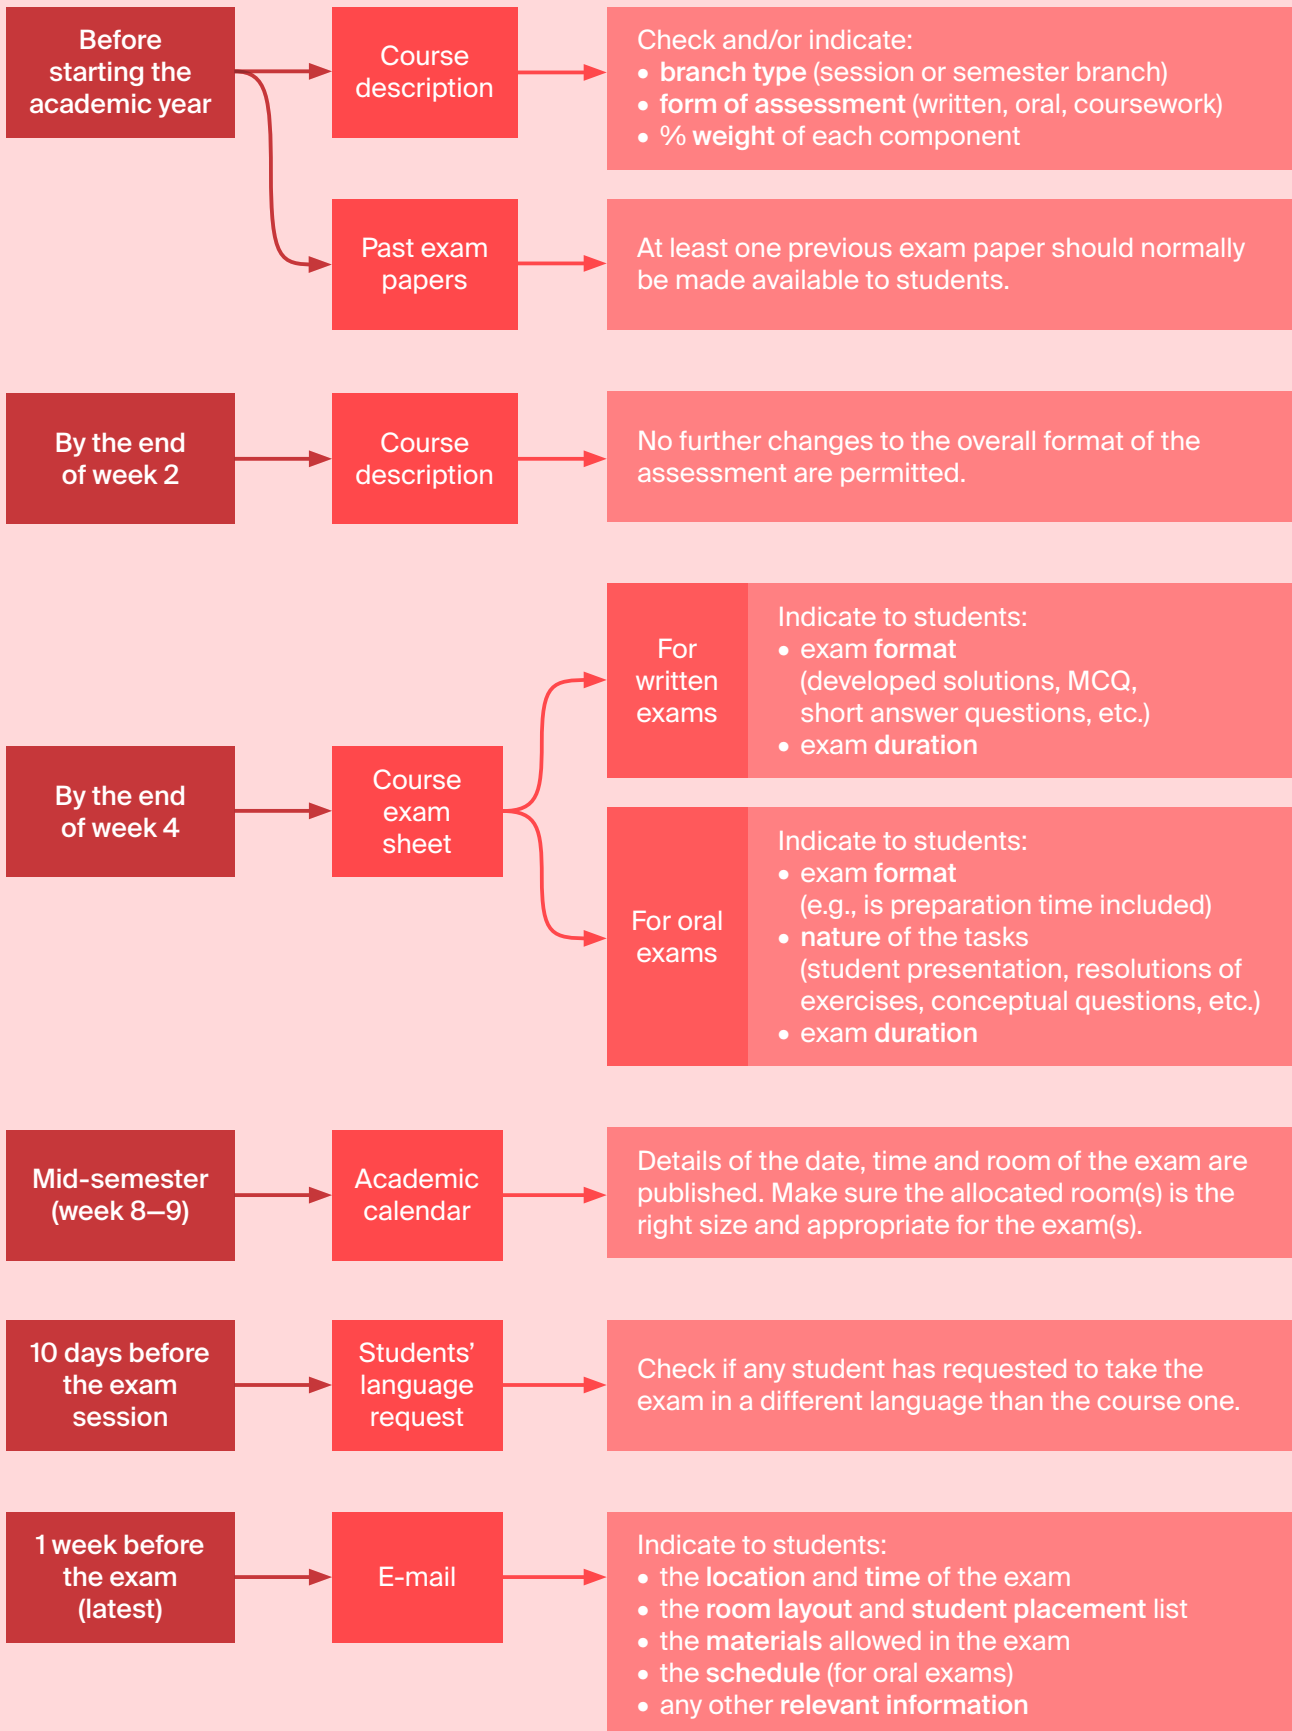 Before
starting the
academic year
Course
description
Check and/or indicate:
• branch type (session or semester branch)
• form of assessment (written, oral, coursework)
• % weight of each component
Past exam
papers
At least one previous exam paper should normally
be made available to students.
By the end
of week 2
Course
description
No further changes to the overall format of the
assessment are permitted.
By the end
of week 4
Course
exam
sheet
For
written
exams
Indicate to students:
• exam format
(developed solutions, MCQ,
short answer questions, etc.)
• exam duration
For oral
exams
Indicate to students:
• exam format
(e.g., is preparation time included)
• nature of the tasks
(student presentation, resolutions of
exercises, conceptual questions, etc.)
• exam duration
Mid-semester
(week 8—9)
Academic
calendar
Details of the date, time and room of the exam are
published. Make sure the allocated room(s) is the
right size and appropriate for the exam(s).
10 days before
the exam
session
Students’
language
request
Check if any student has requested to take the
exam in a different language than the course one.
1 week before
the exam
(latest)
E-mail
Indicate to students:
• the location and time of the exam
• the room layout and student placement list
• the materials allowed in the exam
• the schedule (for oral exams)
• any other relevant information